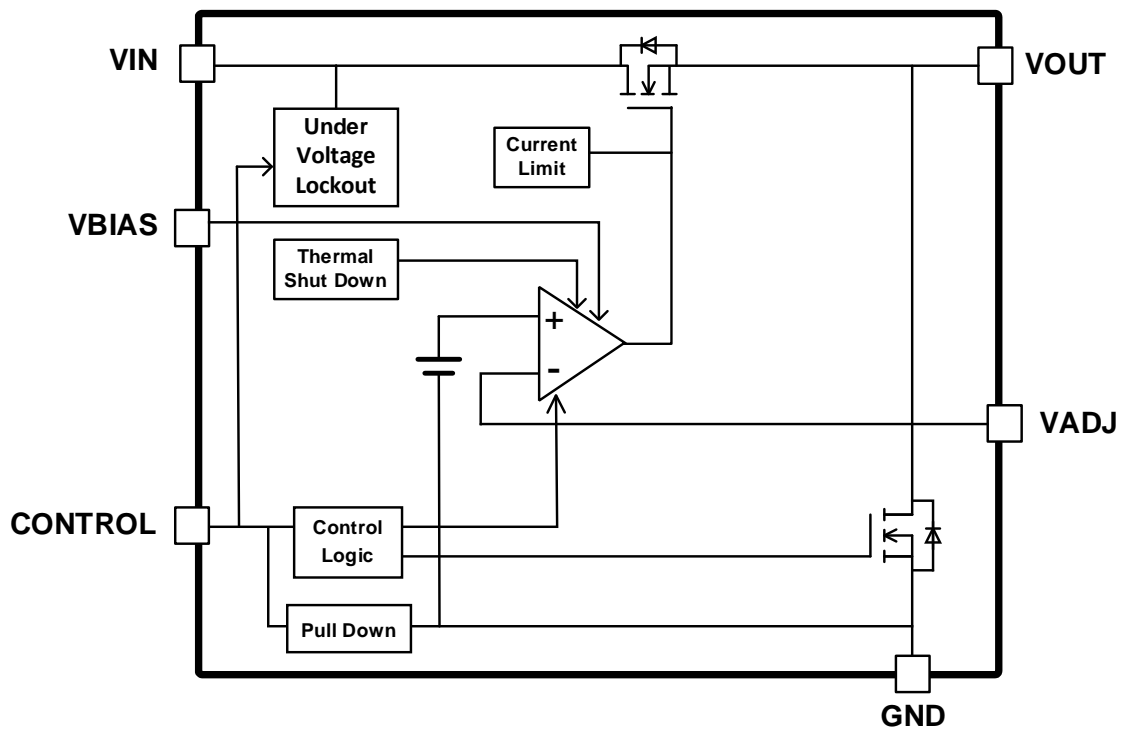 VIN
VOUT
Under
Voltage
Lockout
Current
Limit
VBIAS
Thermal
Shut Down
+
-
VADJ
CONTROL
Control
Logic
Pull Down
GND